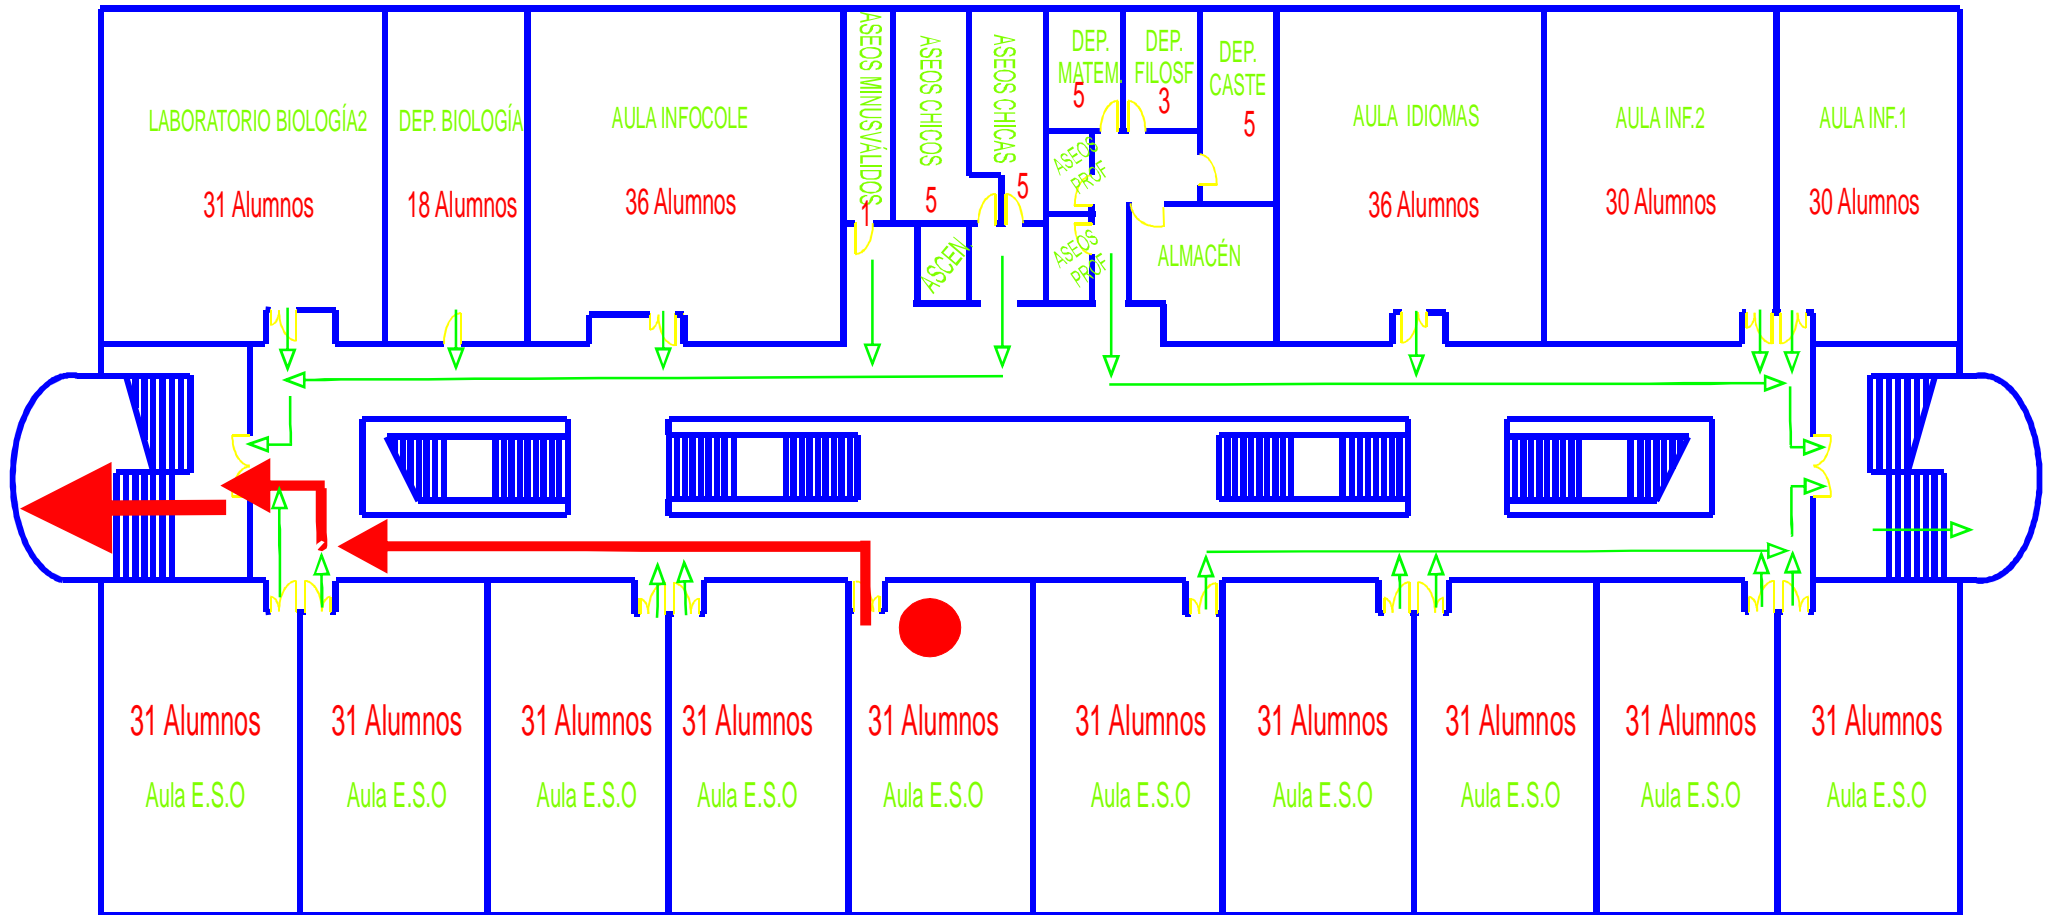 LABORATORIO BIOLOGÍA2
31 Alumnos
DEP. BIOLOGÍA
18 Alumnos
AULA INFOCOLE
36 Alumnos
ASEOS MINUSVÁLIDOS
1
ASEOS CHICOS
5
ASEOS CHICAS
5
ASCEN.
DEP.
MATEM.
5
DEP.
FILOSF
3
DEP.
CASTE
5
ASEOS
PROF
ASEOS
PROF
ALMACÉN
AULA IDIOMAS
36 Alumnos
AULA INF.2
30 Alumnos
AULA INF.1
30 Alumnos
31 Alumnos
Aula E.S.O
31 Alumnos
Aula E.S.O
31 Alumnos
Aula E.S.O
31 Alumnos
Aula E.S.O
31 Alumnos
Aula E.S.O
31 Alumnos
Aula E.S.O
31 Alumnos
Aula E.S.O
31 Alumnos
Aula E.S.O
31 Alumnos
Aula E.S.O
31 Alumnos
Aula E.S.O